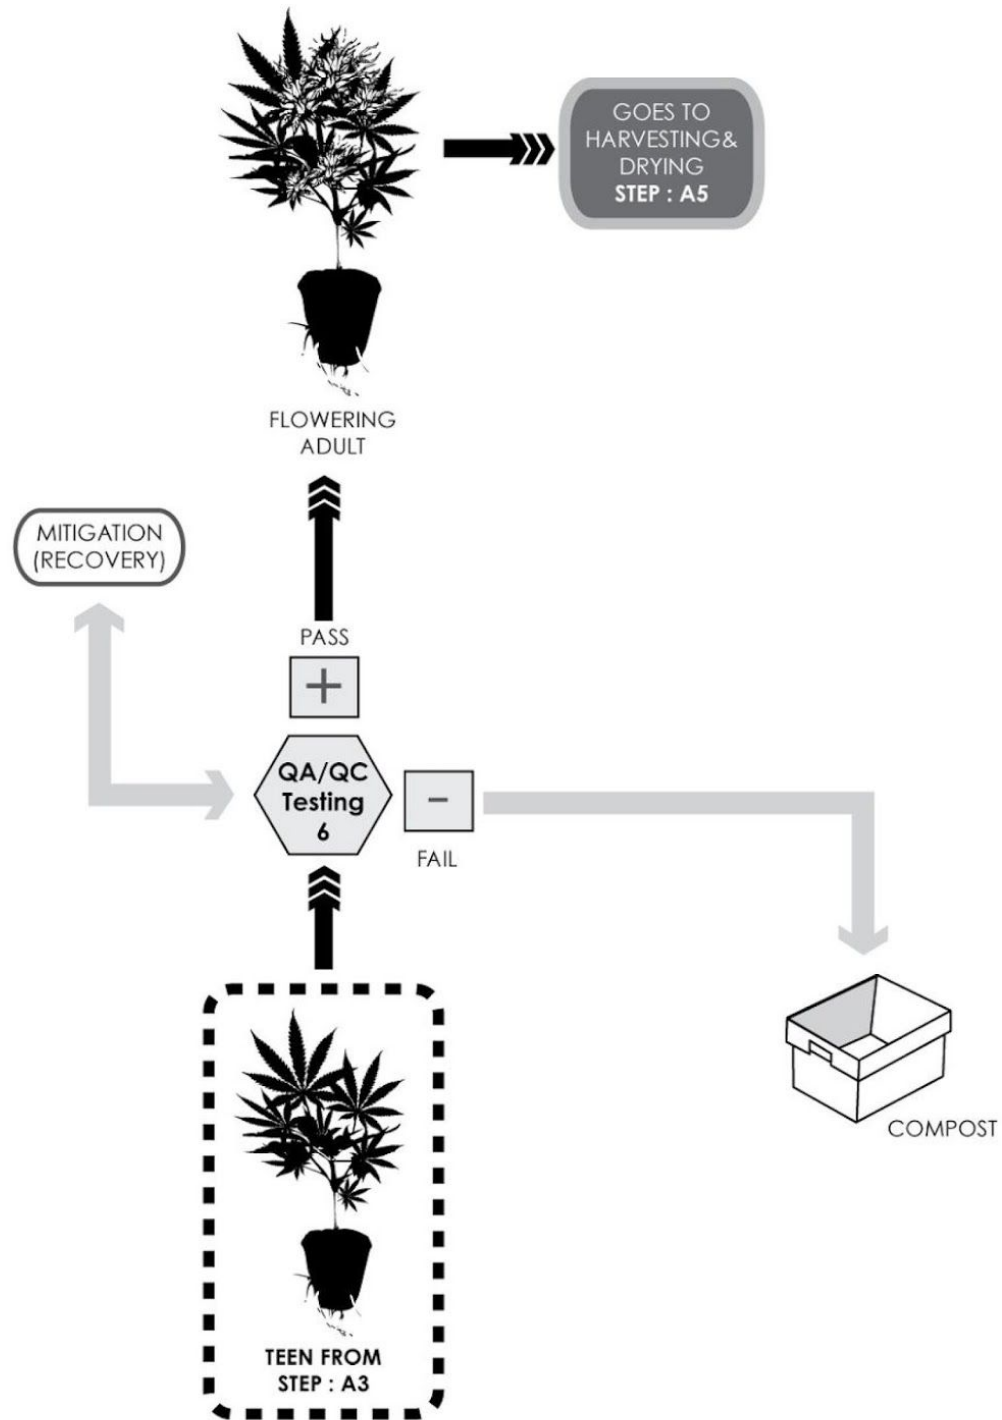 GOES TO
HARVESTING&
DRYING
STEP : A5
FLOWERING
ADULT
MITIGATION
(RECOVERY)
PASS
+
QA/QC
Testing
6
-
FAIL
COMPOST
TEEN FROM
STEP : A3